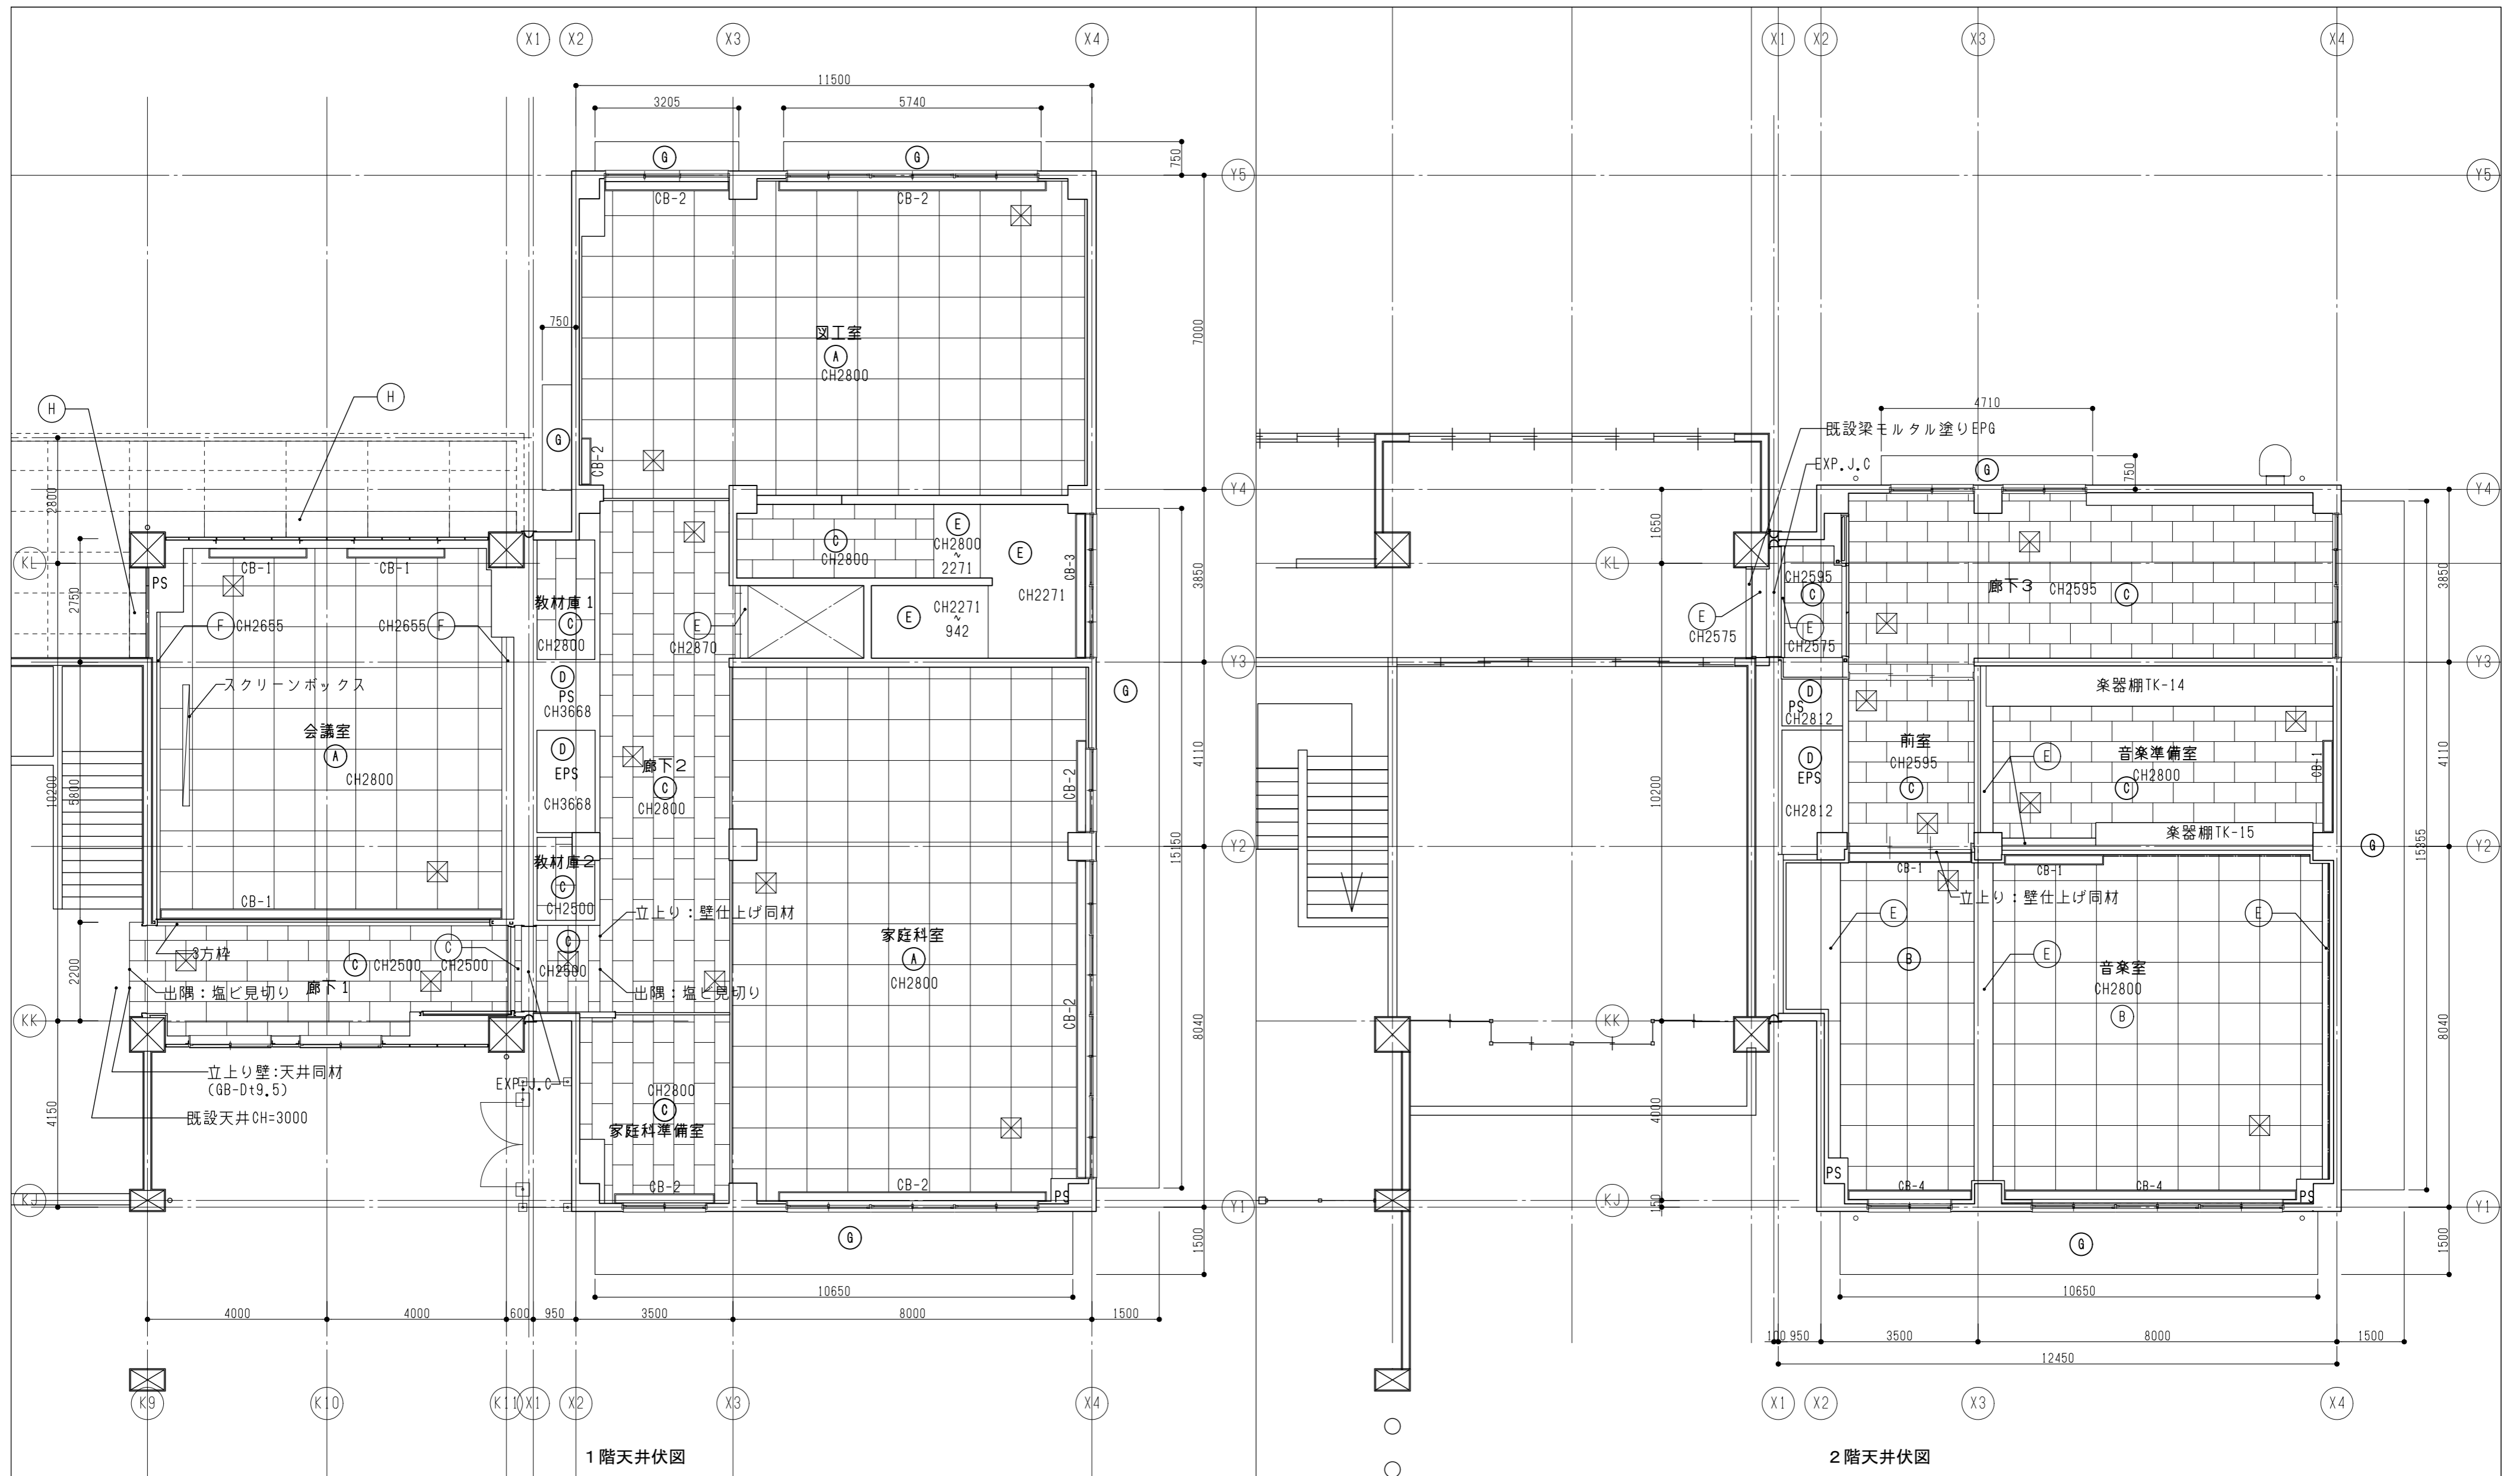 X1
X2
X3
X4
11500
3205
5740
750
G
G
Y5
CB-2
CB-2
750
図工室
A
CH2800
7000
H
H
G
CB-2
Y4
2800
C
CH2800
E
CH2800
~
2271
E
CB-3
CH2271
3850
KL
PS
CB-1
CB-1
2750
教材庫1
C
CH2800
F
CH2655
CH2655
F
E
CH2870
E
CH2271
~
942
Y3
スクリーンボックス
D
PS
CH3668
G
会議室
A
CH2800
D
EPS
CH3668
廊下2
C
CH2800
CB-2
4110
10200
5800
15150
Y2
教材庫2
C
CH2500
CB-1
立上り：壁仕上げ同材
家庭科室
A
CH2800
3方枠
C
CH2500
C
CH2500
C
CH2500
2200
出隅：塩ビ見切り
廊下1
出隅：塩ビ見切り
CB-2
8040
KK
立上り壁:天井同材
(GB-Dt9.5)
既設天井CH=3000
EXP.J.C
CH2800
C
家庭科準備室
4150
CB-2
CB-2
PS
KJ
Y1
G
1500
10650
4000
4000
600
950
3500
8000
1500
K9
K10
K11
X1
X2
X3
X4
1階天井伏図
X1
X2
X3
X4
Y5
4710
既設梁モルタル塗りEPG
EXP.J.C
G
750
Y4
1650
KL
CH2595
C
廊下3
CH2595
C
3850
E
CH2575
E
CH2575
Y3
D
PS
CH2812
楽器棚TK-14
前室
CH2595
C
E
音楽準備室
CH2800
C
CB-1
4110
D
EPS
CH2812
10200
15355
楽器棚TK-15
G
Y2
CB-1
CB-1
立上り：壁仕上げ同材
E
E
B
E
音楽室
CH2800
B
KK
8040
4000
PS
CB-4
CB-4
PS
KJ
150
Y1
G
1500
10650
100
950
3500
8000
1500
12450
X1
X2
X3
X4
2階天井伏図